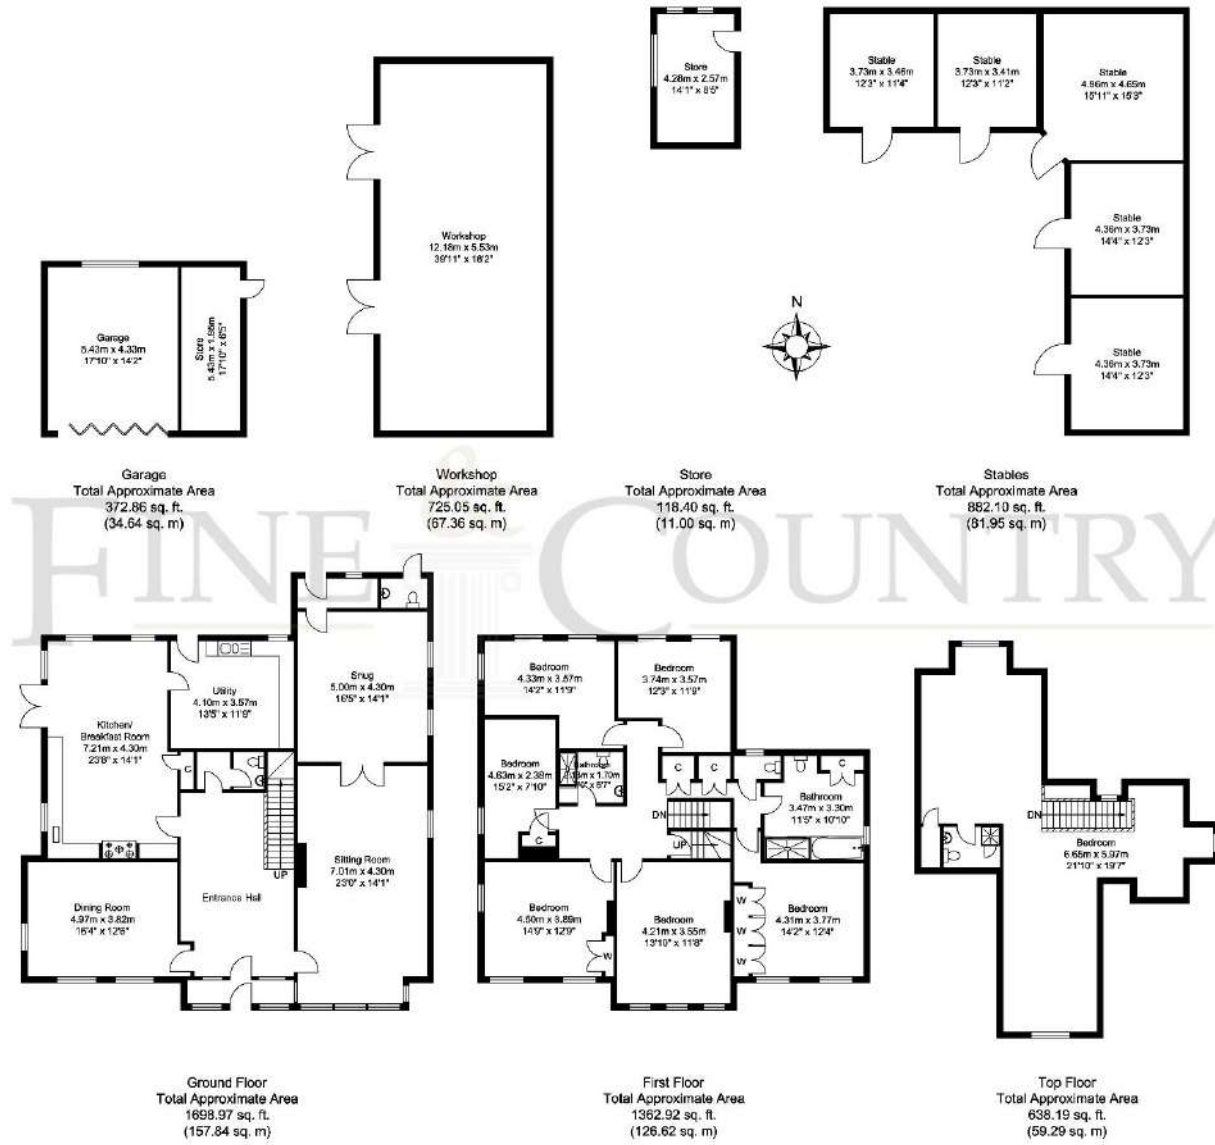 Store
4.28m x 2.57m
14'1" x 8'5"
Stable
3.73m x 3.46m
12'3" x 11'4"
Stable
3.73m x 3.41m
12'3" x 11'2"
Stable
4.86m x 4.65m
15'11" x 15'3"
Workshop
12.18m x 5.53m
39'11" x 18'2"
Stable
4.36m x 3.73m
14'4" x 12'3"
N
Garage
5.43m x 4.33m
17'10" x 14'2"
Store
5.43m x 1.96m
17'10" x 6'5"
Stable
4.36m x 3.73m
14'4" x 12'3"
Garage
Total Approximate Area
372.86 sq. ft.
(34.64 sq. m)
Workshop
Total Approximate Area
725.05 sq. ft.
(67.36 sq. m)
Store
Total Approximate Area
118.40 sq. ft.
(11.00 sq. m)
Stables
Total Approximate Area
882.10 sq. ft.
(81.95 sq. m)
FINE COUNTRY
Utility
4.10m x 3.57m
13'5" x 11'9"
Snug
5.00m x 4.30m
16'5" x 14'1"
Kitchen/
Breakfast Room
7.21m x 4.30m
23'8" x 14'1"
C
Sitting Room
7.01m x 4.30m
23'0" x 14'1"
UP
Entrance Hall
Dining Room
4.97m x 3.82m
16'4" x 12'6"
Bedroom
4.33m x 3.57m
14'2" x 11'9"
Bedroom
3.74m x 3.57m
12'3" x 11'9"
Bedroom
4.63m x 2.38m
15'2" x 7'10"
Bathroom
C
C
C
Bathroom
3.47m x 3.30m
11'5" x 10'10"
DN
UP
C
Bedroom
4.50m x 3.89m
14'9" x 12'9"
W
Bedroom
4.21m x 3.55m
13'10" x 11'8"
W
W
W
Bedroom
4.31m x 3.77m
14'2" x 12'4"
DN
Bedroom
6.65m x 5.97m
21'10" x 19'7"
Ground Floor
Total Approximate Area
1698.97 sq. ft.
(157.84 sq. m)
First Floor
Total Approximate Area
1362.92 sq. ft.
(126.62 sq. m)
Top Floor
Total Approximate Area
638.19 sq. ft.
(59.29 sq. m)